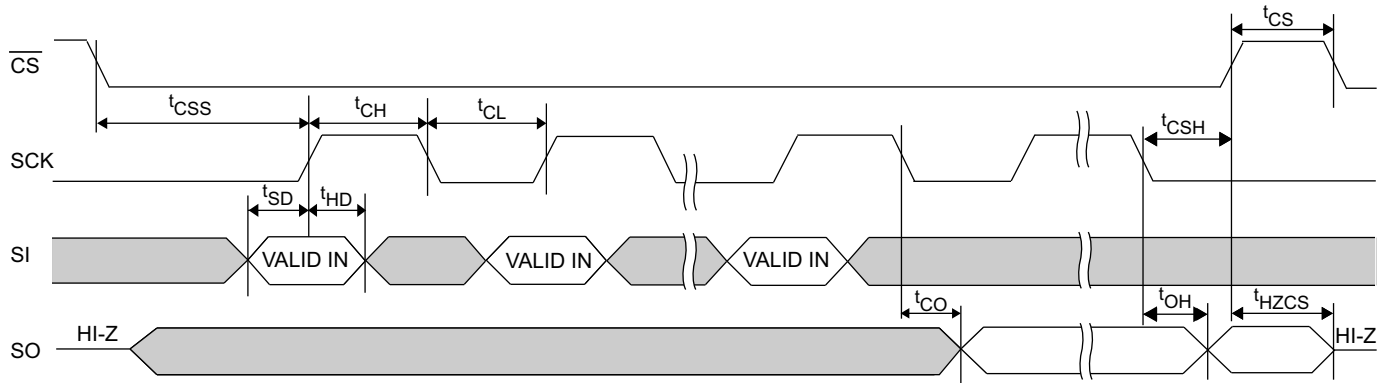 tCS
CS
tCSS
tCH
tCL
tCSH
SCK
tSD
tHD
SI
VALID IN
VALID IN
VALID IN
tCO
tOH
tHZCS
SO
HI-Z
HI-Z